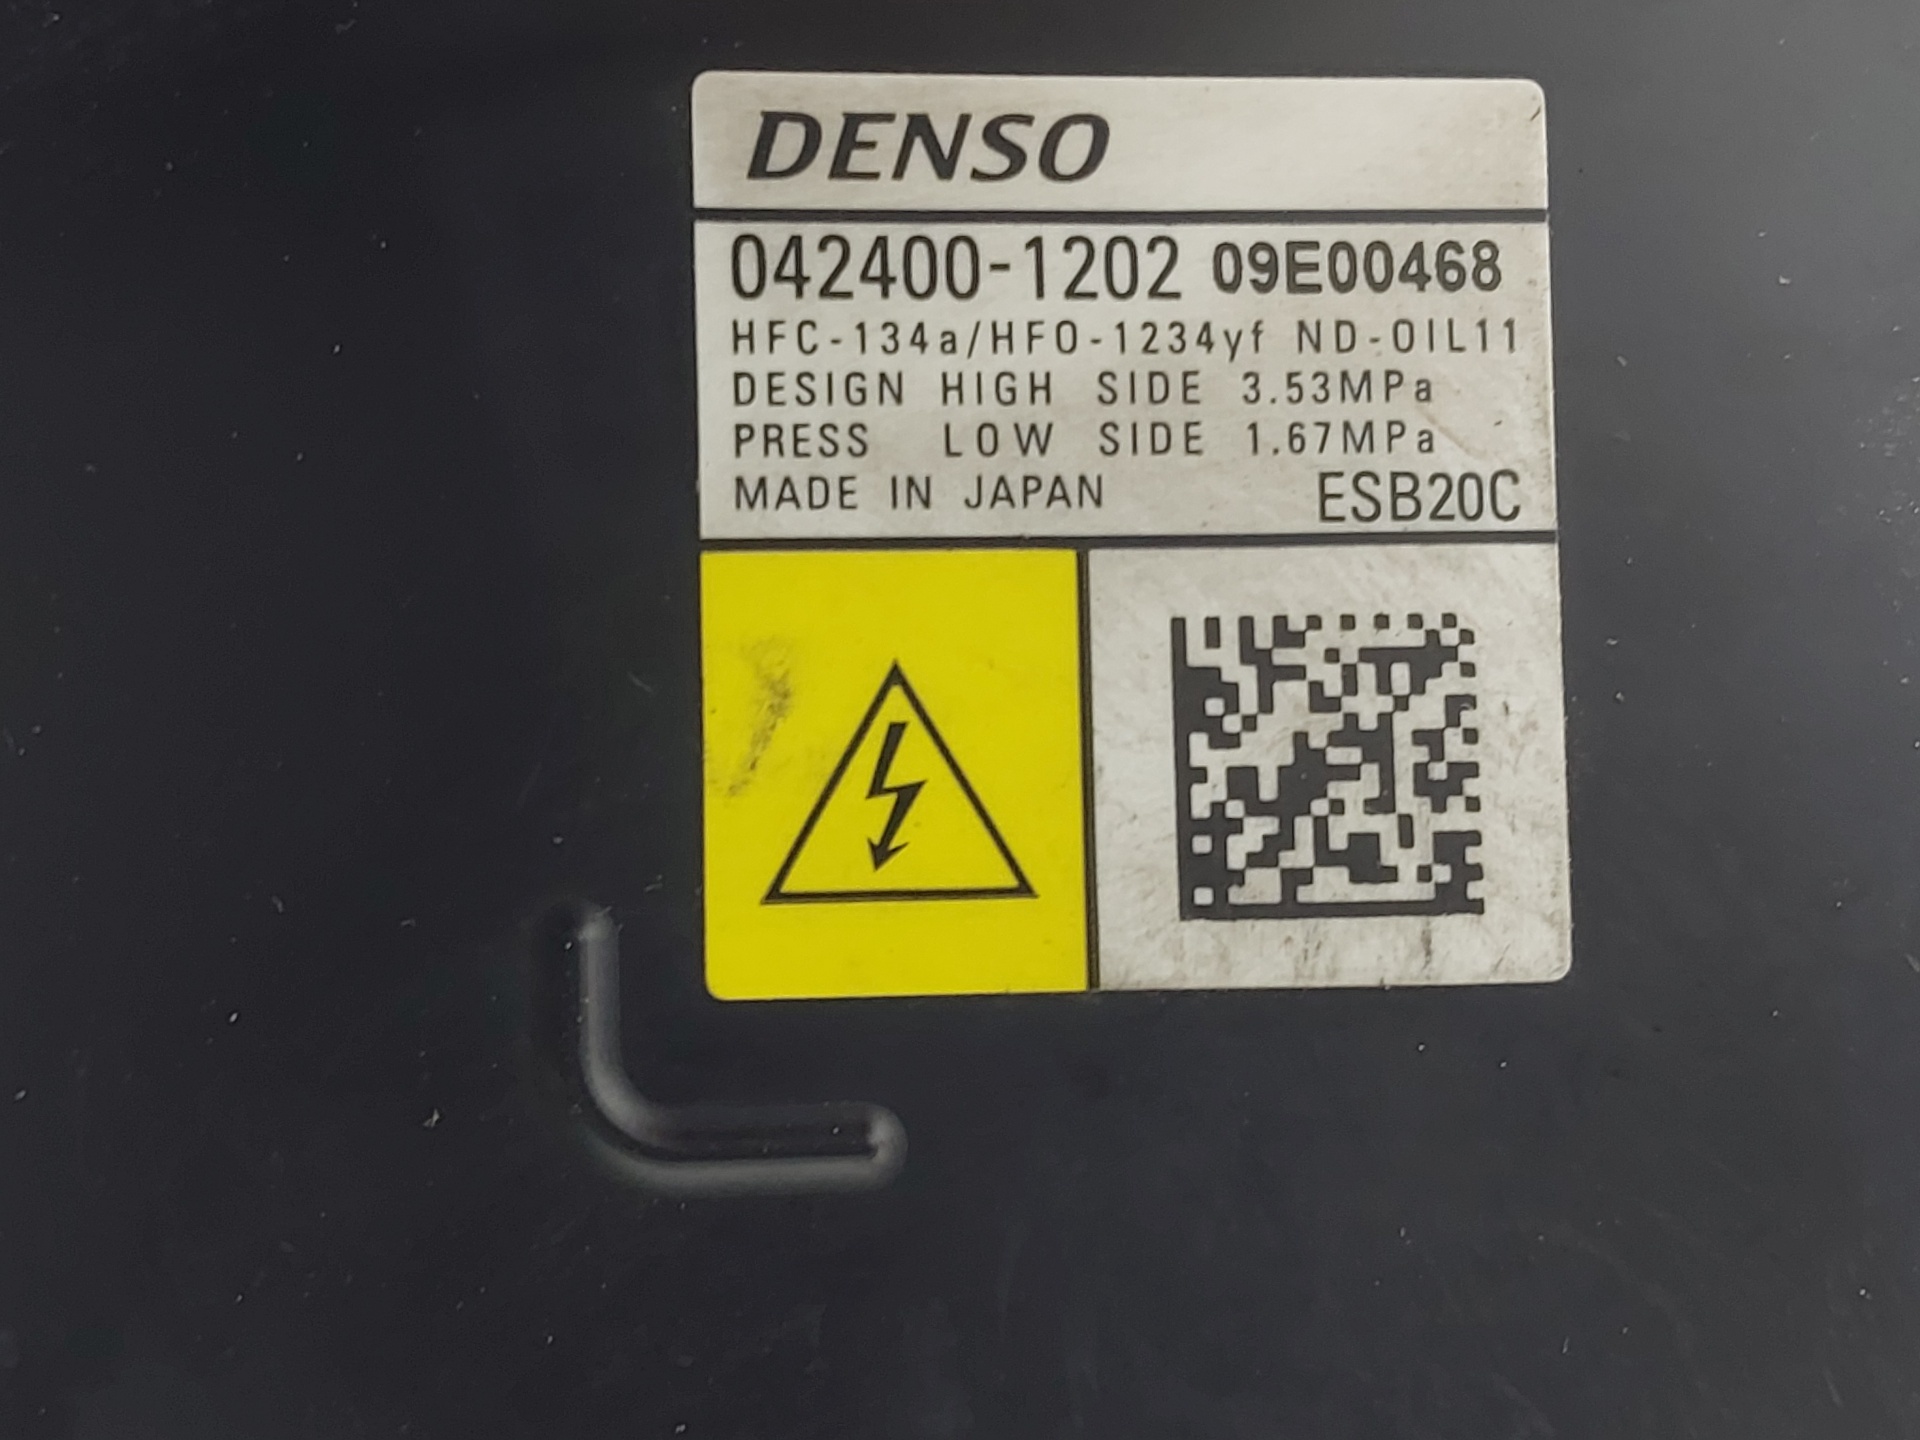 DENSO
042400-1202 09E00468
HFC-134a/HFO-1234yf ND-OIL11
DESIGN HIGH SIDE 3.53MPa
PRESS LOW SIDE 1.67MPa
MADE IN JAPAN ESB20C